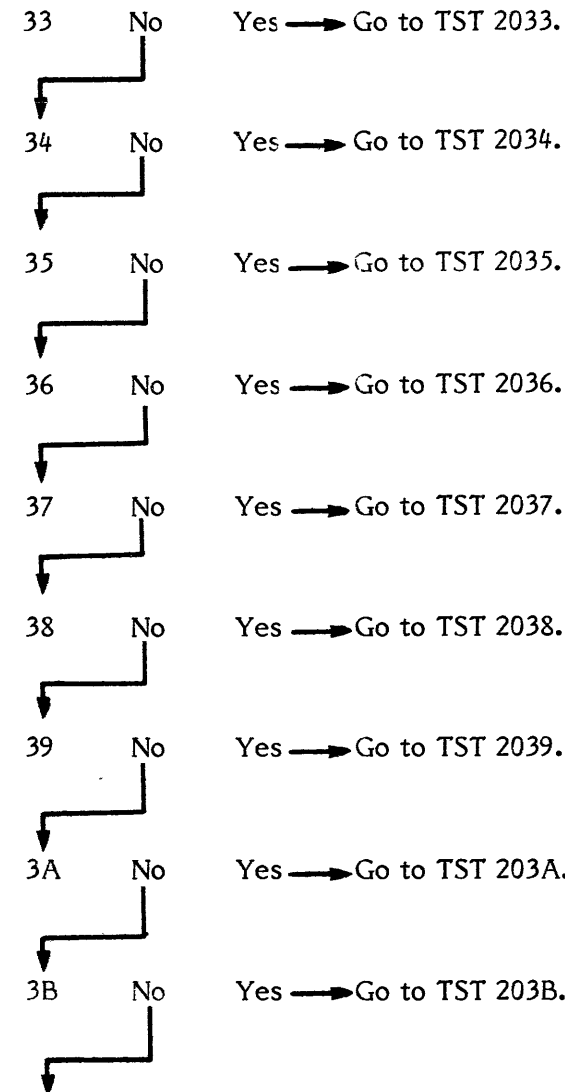 33 No Yes Go to TST 2033.
34 No Yes Go to TST 2034.
35 No Yes Go to TST 2035.
36 No Yes Go to TST 2036.
37 No Yes Go to TST 2037.
38 No Yes Go to TST 2038.
39 No Yes Go to TST 2039.
3A No Yes Go to TST 203A.
3B No Yes Go to TST 203B.